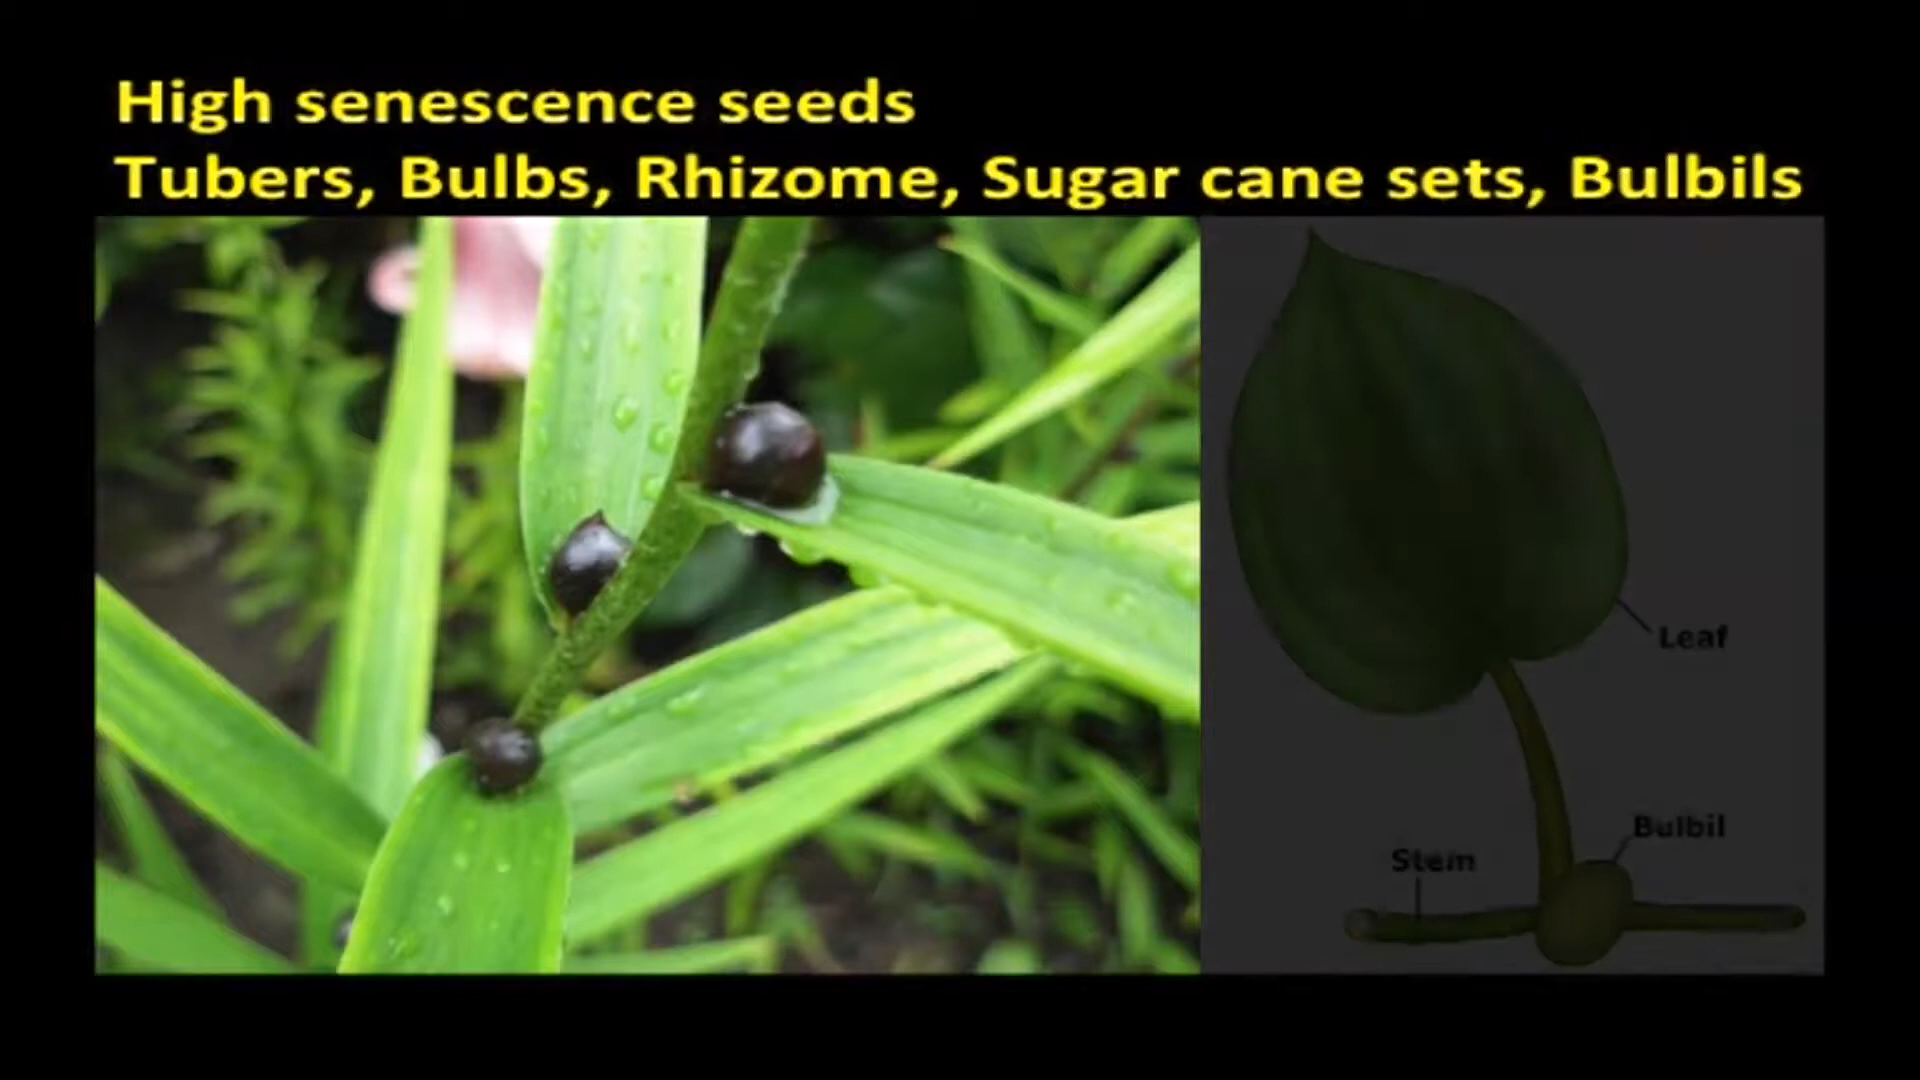 High senescence seeds
Tubers, Bulbs, Rhizome, Sugar cane sets, Bulbils
Leaf
Bulbil
Stem